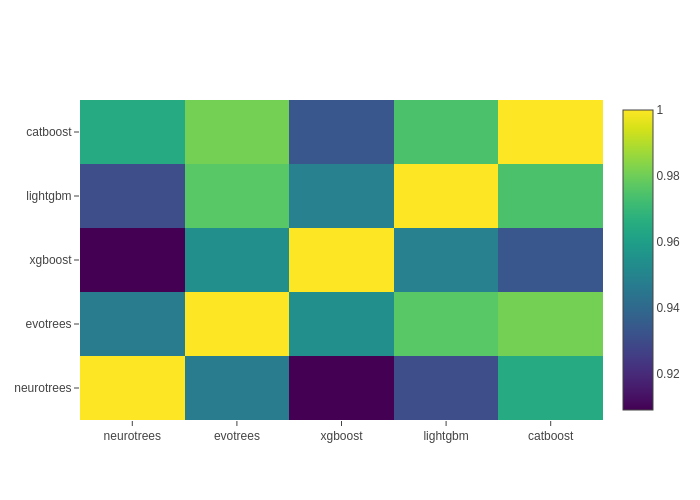 catboost
lightgbm
xgboost
evotrees
neurotrees
neurotrees evotrees xgboost lightgbm catboost
1
0.98
0.96
0.94
0.92